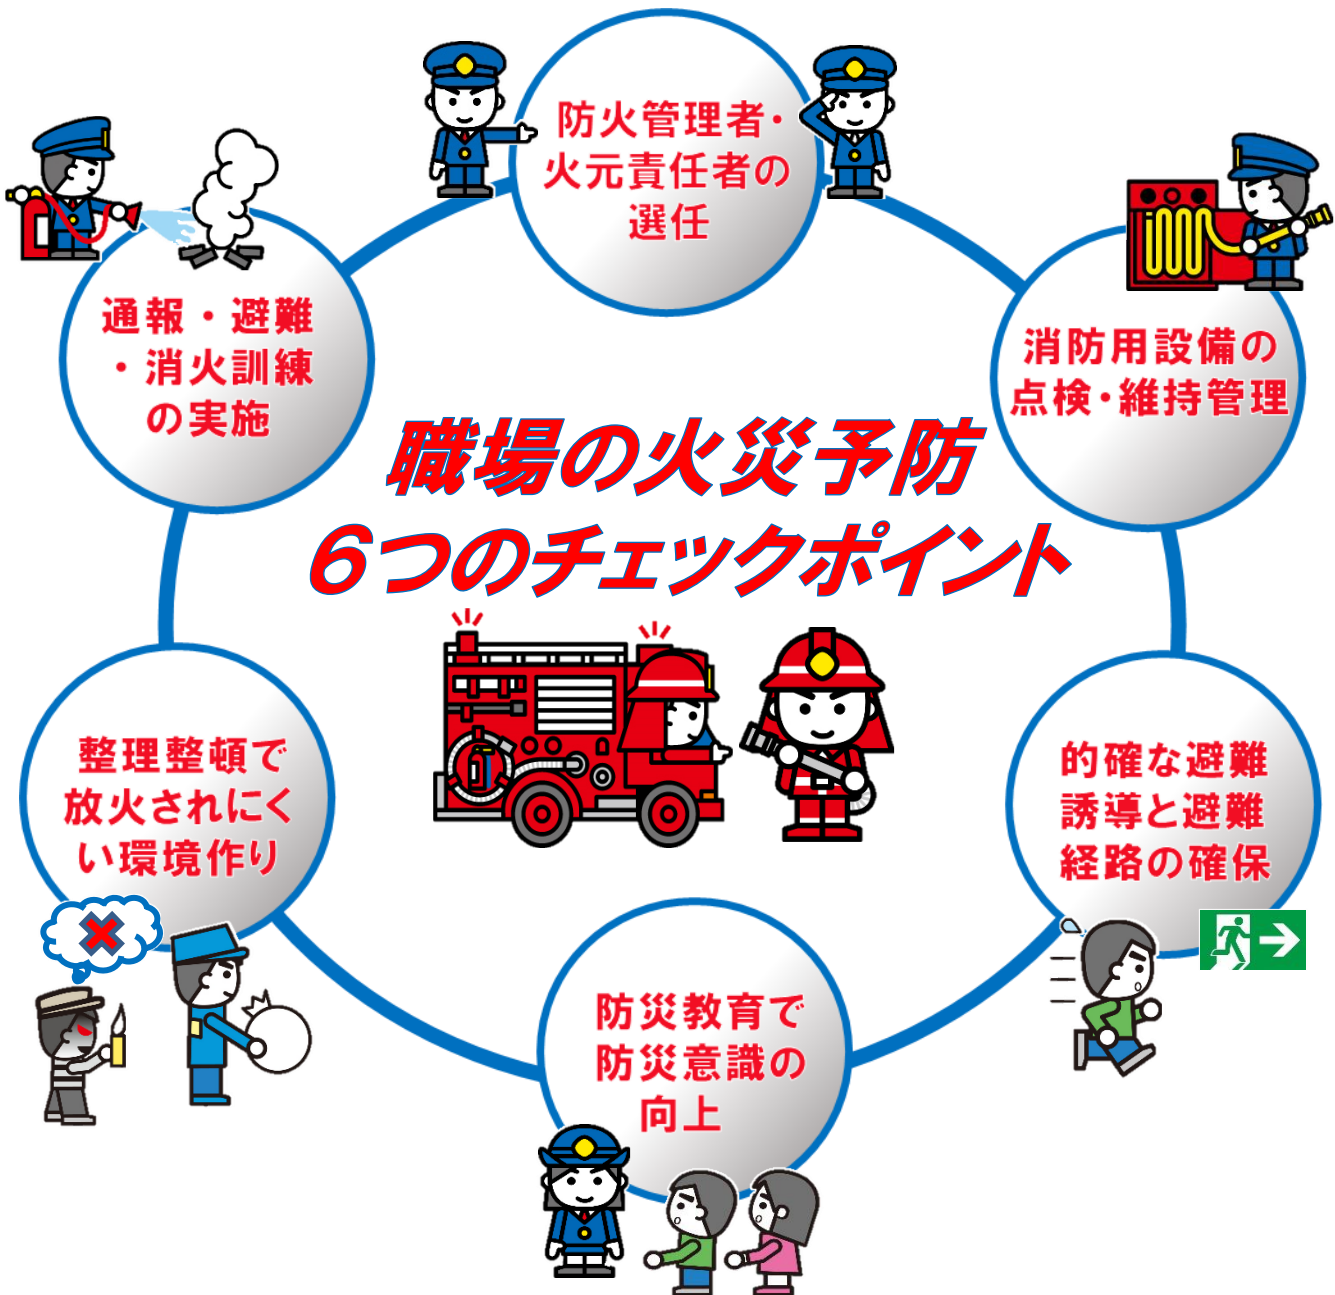 職場の火災予防
６つのチェックポイント
防火管理者・
火元責任者の
選任
消防用設備の
点検・維持管理
的確な避難
誘導と避難
経路の確保
防災教育で
防災意識の
向上
整理整頓で
放火されにく
い環境作り
通報・避難
・消火訓練
の実施